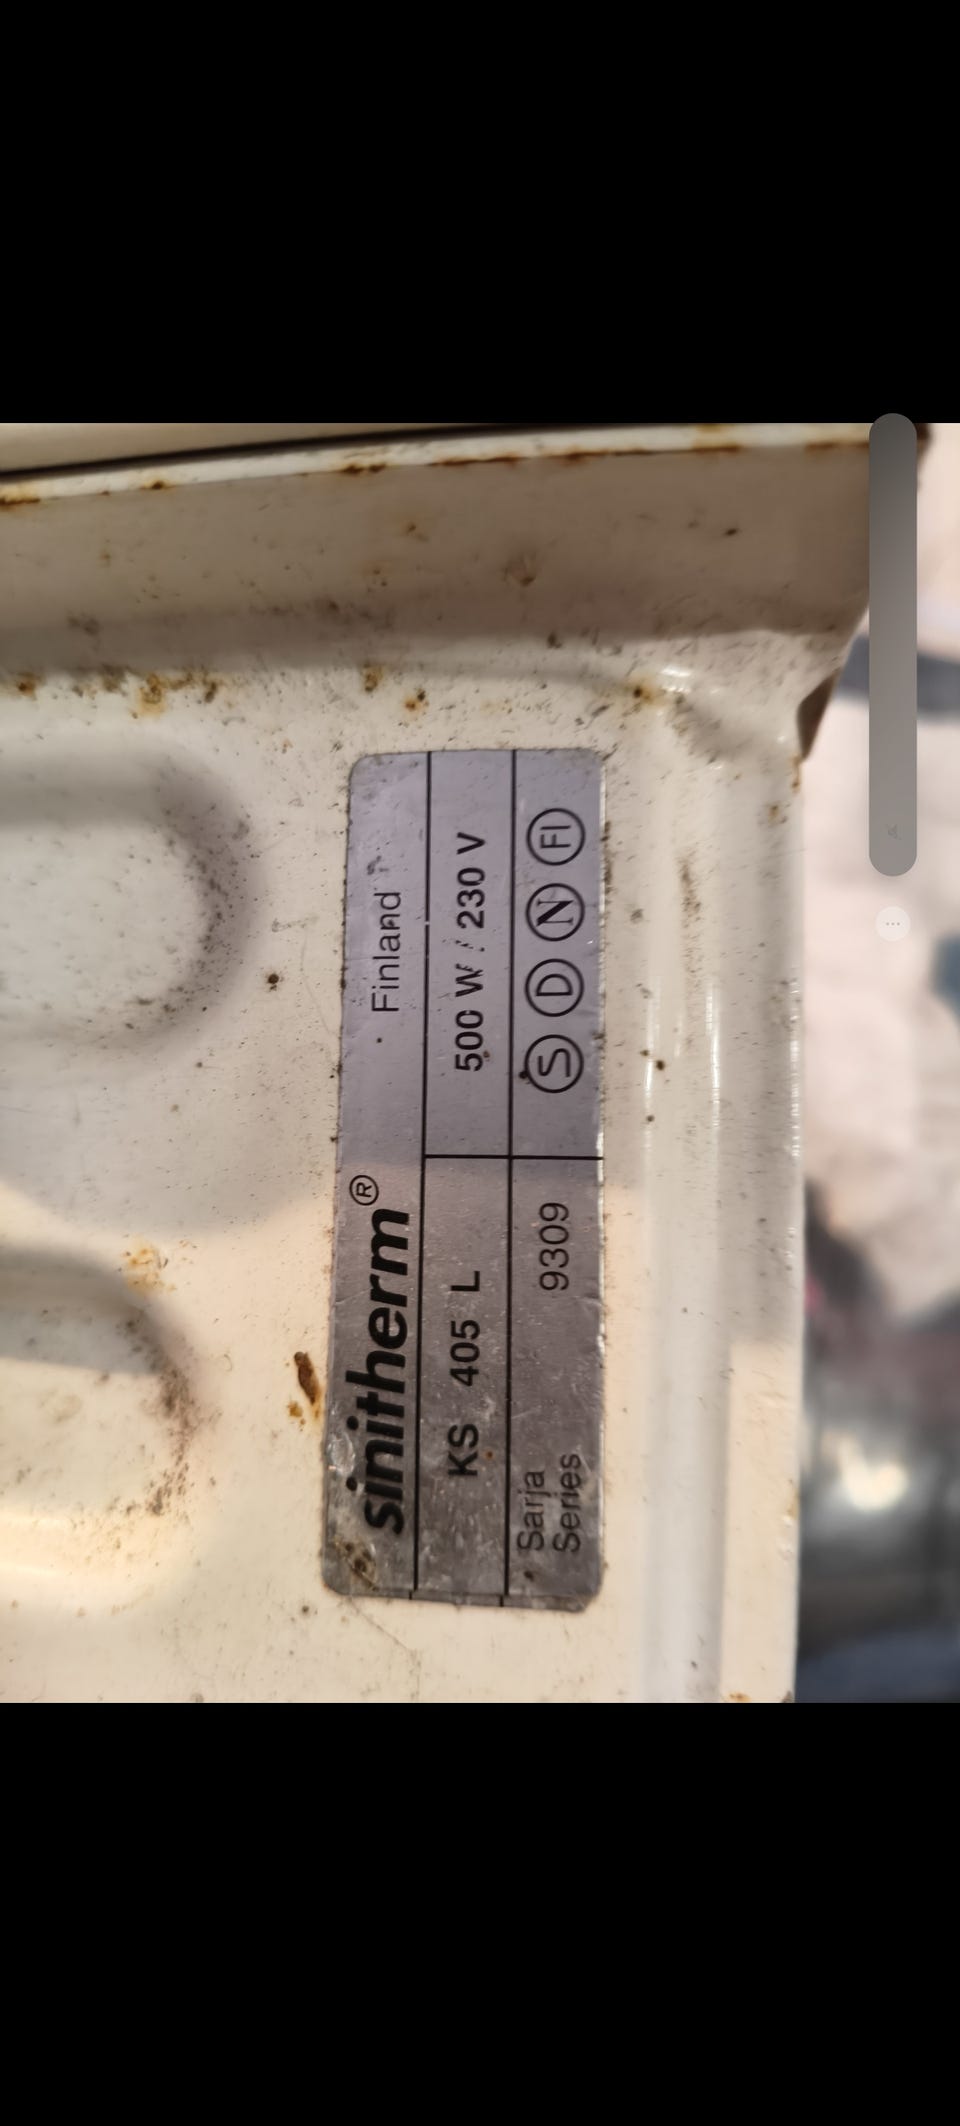 sinitherm® Finland
KS 405 L 500 W / 230 V
Sarja
Series 9309 S D N FI